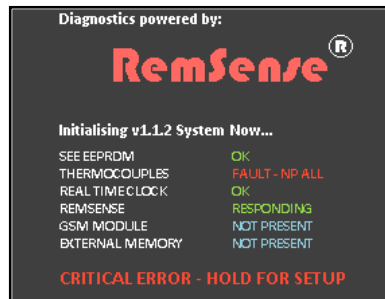 Diagnostics powered by:
RemSense®
Initialising v1.1.2 System Now...
SEE EEPROM OK
THERMOCOUPLES FAULT - NP ALL
REAL TIME CLOCK OK
REMSENSE RESPONDING
GSM MODULE NOT PRESENT
EXTERNAL MEMORY NOT PRESENT
CRITICAL ERROR - HOLD FOR SETUP